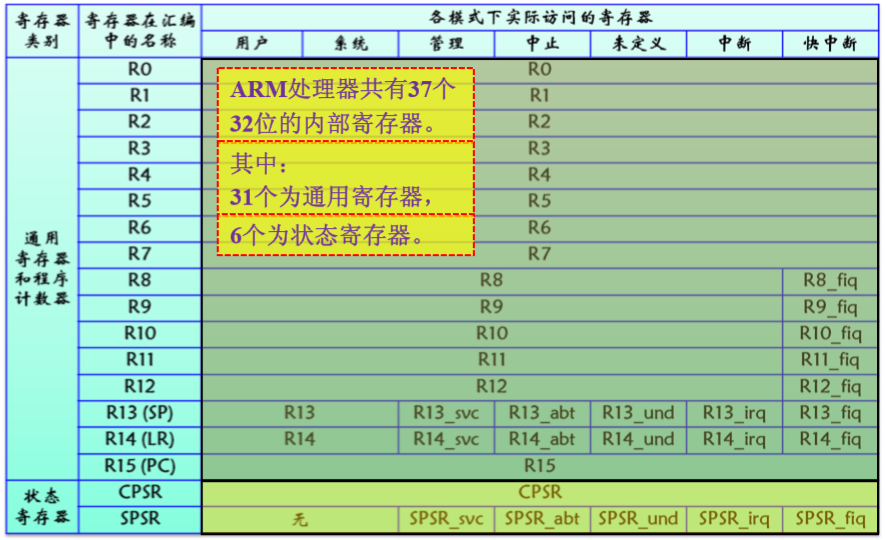 寄存器类别 寄存器在汇编中的名称 各模式下实际访问的寄存器
用户 系统 管理 中止 未定义 中断 快中断
通用寄存器和程序计数器
R0 R0
R1 R1
R2 R2
R3 R3
R4 R4
R5 R5
R6 R6
R7 R7
R8 R8 R8_fiq
R9 R9 R9_fiq
R10 R10 R10_fiq
R11 R11 R11_fiq
R12 R12 R12_fiq
R13 (SP) R13 R13_svc R13_abt R13_und R13_irq R13_fiq
R14 (LR) R14 R14_svc R14_abt R14_und R14_irq R14_fiq
R15 (PC) R15
状态寄存器
CPSR CPSR
SPSR 无 SPSR_svc SPSR_abt SPSR_und SPSR_irq SPSR_fiq
ARM处理器共有37个
32位的内部寄存器。
其中：
31个为通用寄存器，
6个为状态寄存器。